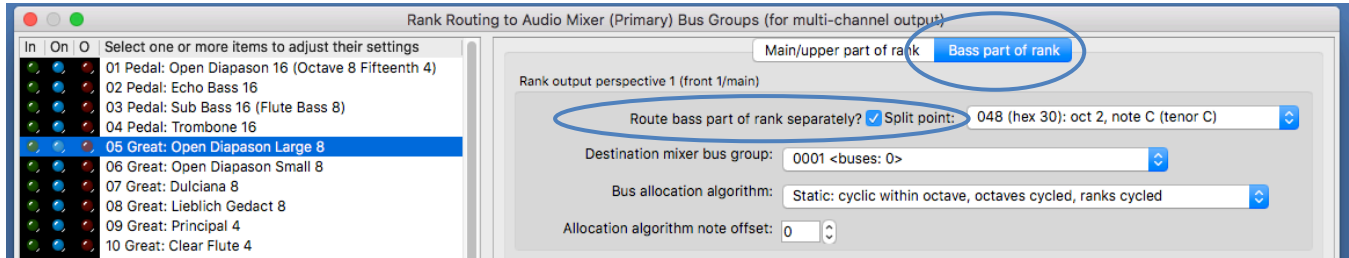 Rank Routing to Audio Mixer (Primary) Bus Groups (for multi-channel output)
In On O Select one or more items to adjust their settings
01 Pedal: Open Diapason 16 (Octave 8 Fifteenth 4)
02 Pedal: Echo Bass 16
03 Pedal: Sub Bass 16 (Flute Bass 8)
04 Pedal: Trombone 16
05 Great: Open Diapason Large 8
06 Great: Open Diapason Small 8
07 Great: Dulciana 8
08 Great: Lieblich Gedact 8
09 Great: Principal 4
10 Great: Clear Flute 4
Main/upper part of rank Bass part of rank
Rank output perspective 1 (front 1/main)
Route bass part of rank separately? Split point: 048 (hex 30): oct 2, note C (tenor C)
Destination mixer bus group: 0001 <buses: 0>
Bus allocation algorithm: Static: cyclic within octave, octaves cycled, ranks cycled
Allocation algorithm note offset: 0